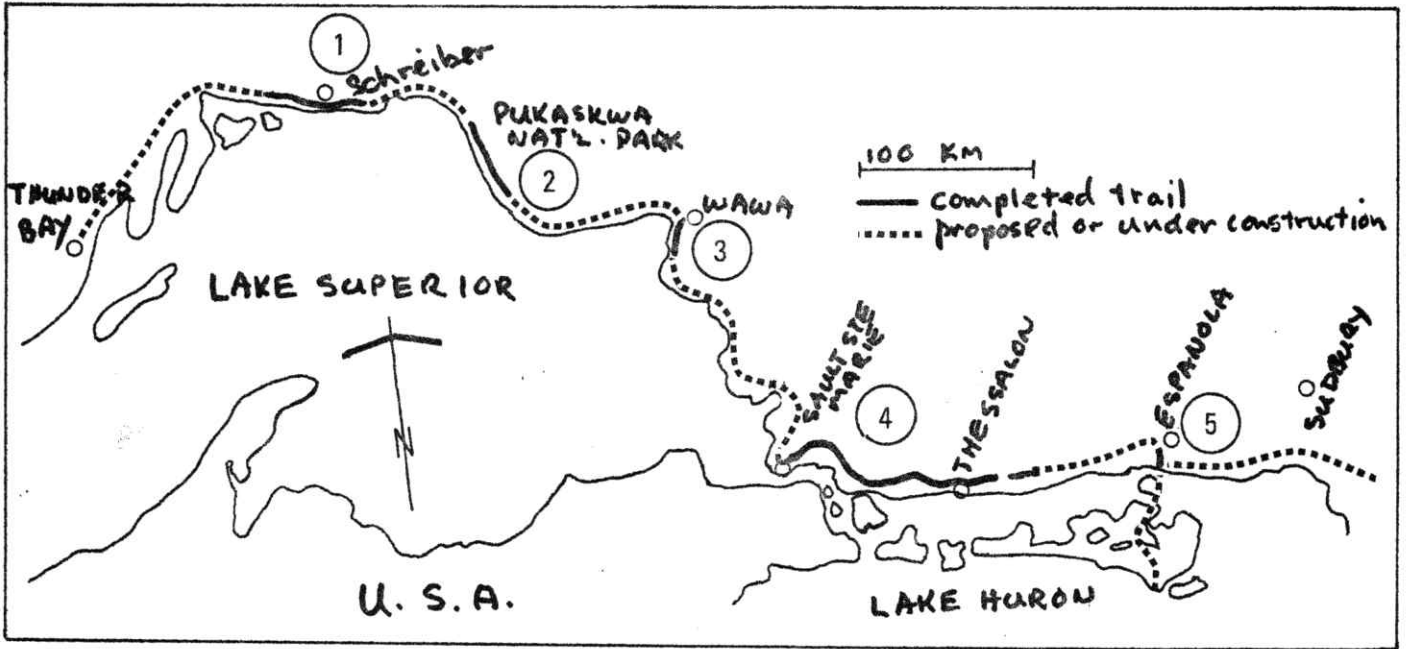 1
Schreiber
PUKASKWA
NAT'L. PARK
2
100 KM
completed trail
proposed or under construction
THUNDER
BAY
WAWA
3
LAKE SUPERIOR
N
SAULT STE
MARIE
4
THESSALON
ESPANOLA
5
SUDBURY
U. S. A.
LAKE HURON